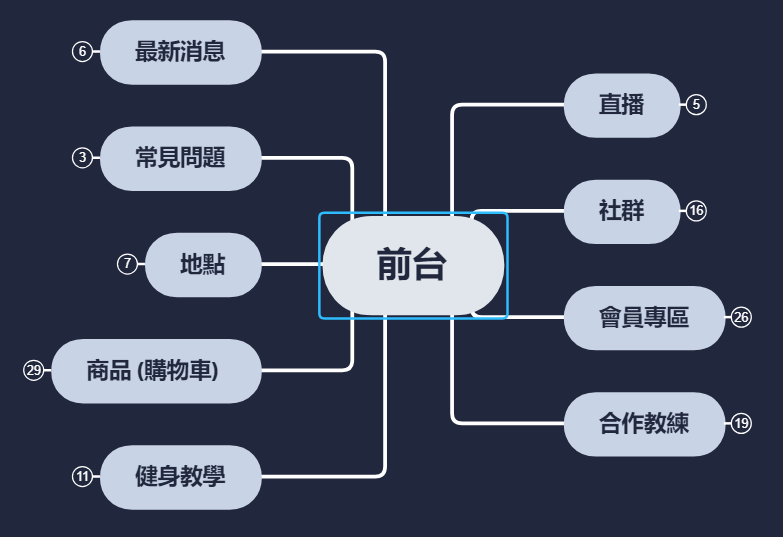 前台
直播
5
社群
16
會員專區
26
合作教練
19
最新消息
6
常見問題
3
地點
7
商品 (購物車)
29
健身教學
11